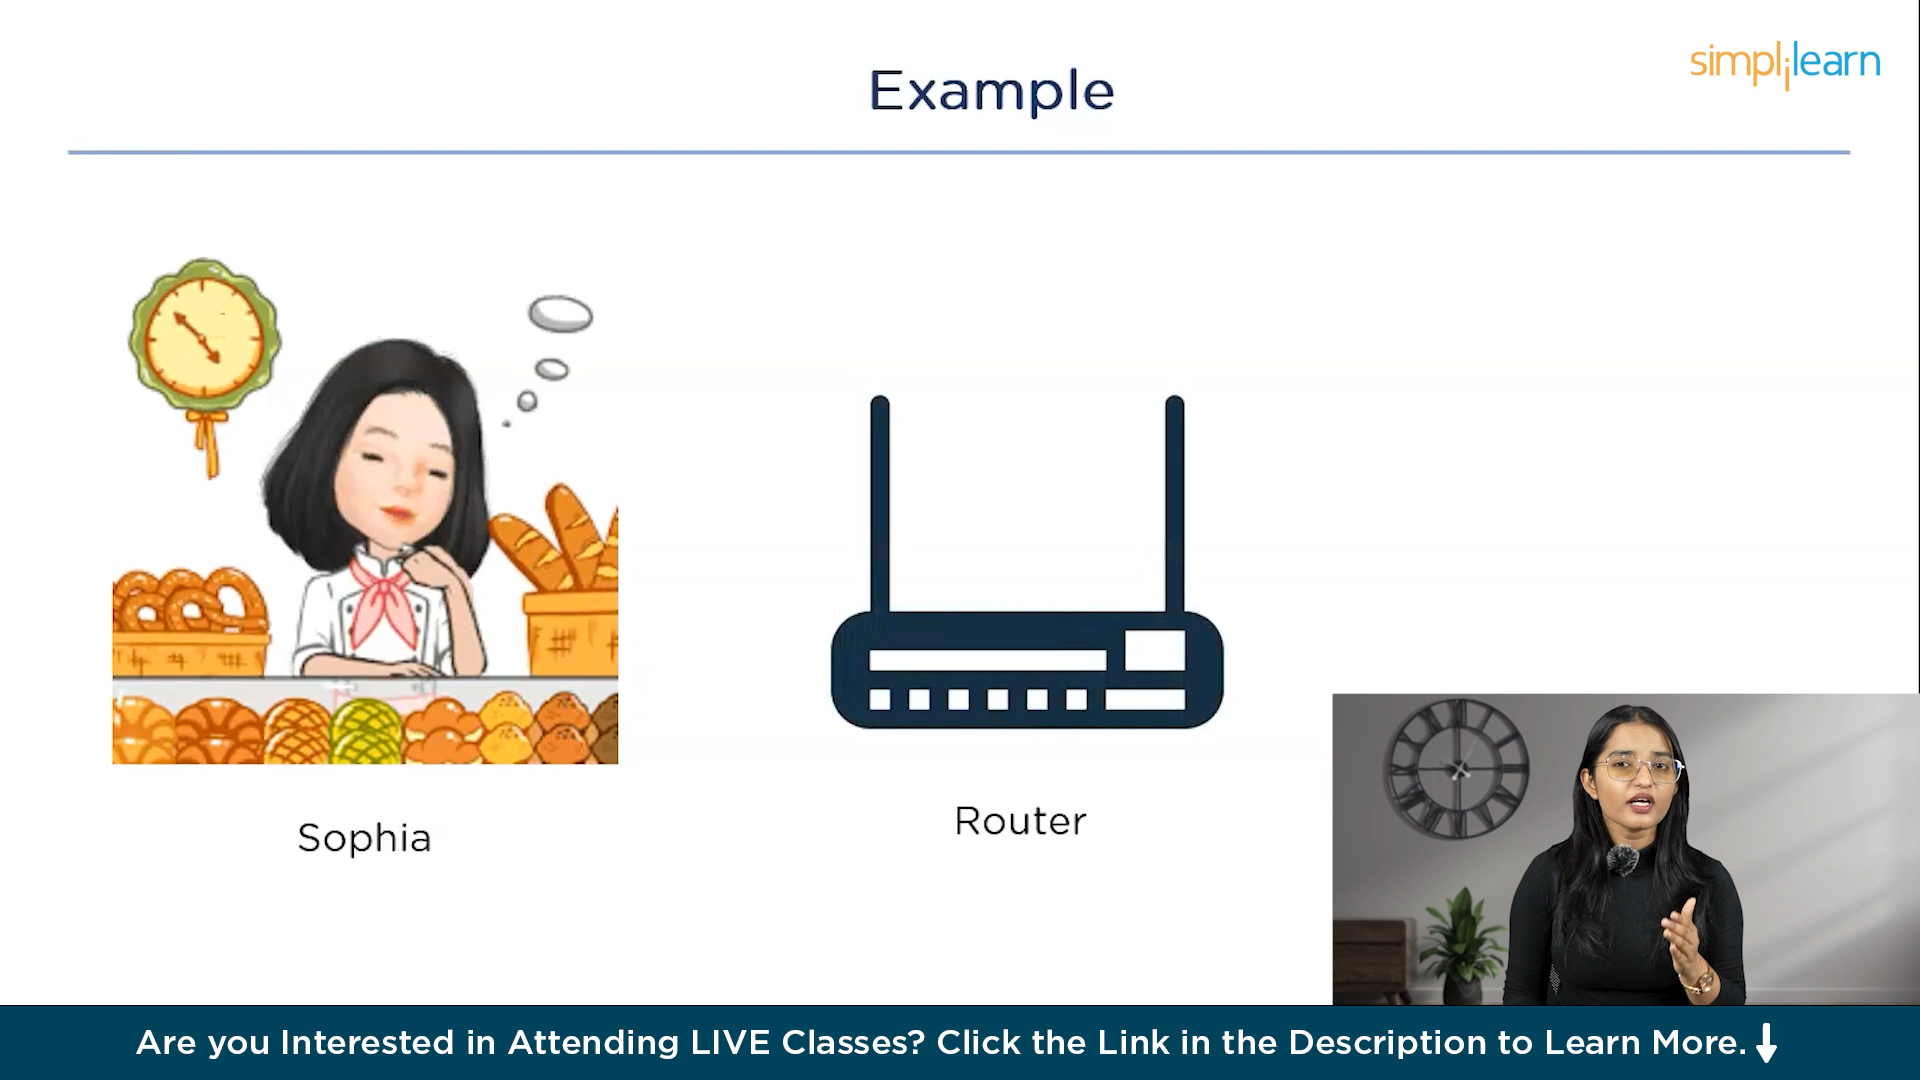 simplilearn
Example
Sophia
Router
Are you Interested in Attending LIVE Classes? Click the Link in the Description to Learn More.